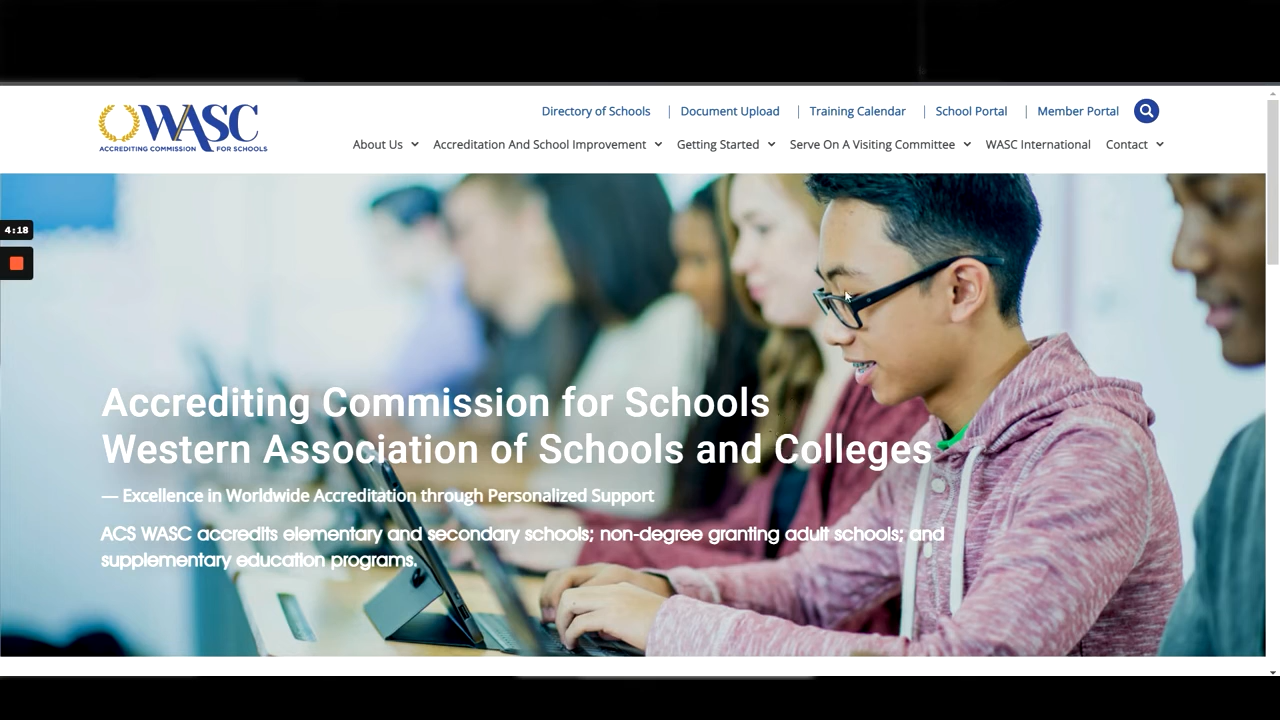 WASC
ACCREDITING COMMISSION FOR SCHOOLS
Directory of Schools | Document Upload | Training Calendar | School Portal | Member Portal
About Us Accreditation And School Improvement Getting Started Serve On A Visiting Committee WASC International Contact
4:18
Accrediting Commission for Schools
Western Association of Schools and Colleges
— Excellence in Worldwide Accreditation through Personalized Support
ACS WASC accredits elementary and secondary schools; non-degree granting adult schools; and
supplementary education programs.